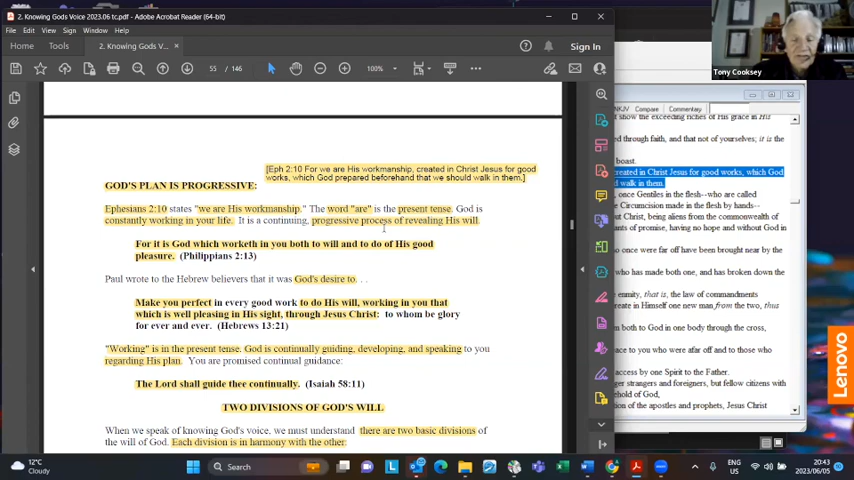 2. Knowing Gods Voice 2023.06 tc.pdf - Adobe Acrobat Reader (64-bit)
File Edit View Sign Window Help
Home Tools
2. Knowing Gods Voice ...
Sign In
55 / 146
100%
[Eph 2:10 For we are His workmanship, created in Christ Jesus for good
works, which God prepared beforehand that we should walk in them.]
GOD'S PLAN IS PROGRESSIVE:
Ephesians 2:10 states "we are His workmanship." The word "are" is the present tense. God is
constantly working in your life. It is a continuing, progressive process of revealing His will.
For it is God which worketh in you both to will and to do of His good
pleasure. (Philippians 2:13)
Paul wrote to the Hebrew believers that it was God's desire to. . .
Make you perfect in every good work to do His will, working in you that
which is well pleasing in His sight, through Jesus Christ: to whom be glory
for ever and ever. (Hebrews 13:21)
"Working" is in the present tense. God is continually guiding, developing, and speaking to you
regarding His plan. You are promised continual guidance:
The Lord shall guide thee continually. (Isaiah 58:11)
TWO DIVISIONS OF GOD'S WILL
When we speak of knowing God's voice, we must understand there are two basic divisions of
the will of God. Each division is in harmony with the other:
Tony Cooksey
NKJV Compare Commentary
t show the exceeding riches of His grace in His
ed through faith, and that not of yourselves; it is the
boast.
created in Christ Jesus for good works, which God
d walk in them.
once Gentiles in the flesh--who are called
e Circumcision made in the flesh by hands--
t Christ, being aliens from the commonwealth of
ts of promise, having no hope and without God in
o once were far off have been brought near by the
who has made both one, and has broken down the
enmity, that is, the law of commandments
reate in Himself one new man from the two, thus
m both to God in one body through the cross,
ace to you who were afar off and to those who
access by one Spirit to the Father.
ger strangers and foreigners, but fellow citizens with
ehold of God,
tion of the apostles and prophets, Jesus Christ
Lenovo
12°C
Cloudy
Search
ENG
US
20:43
2023/06/05